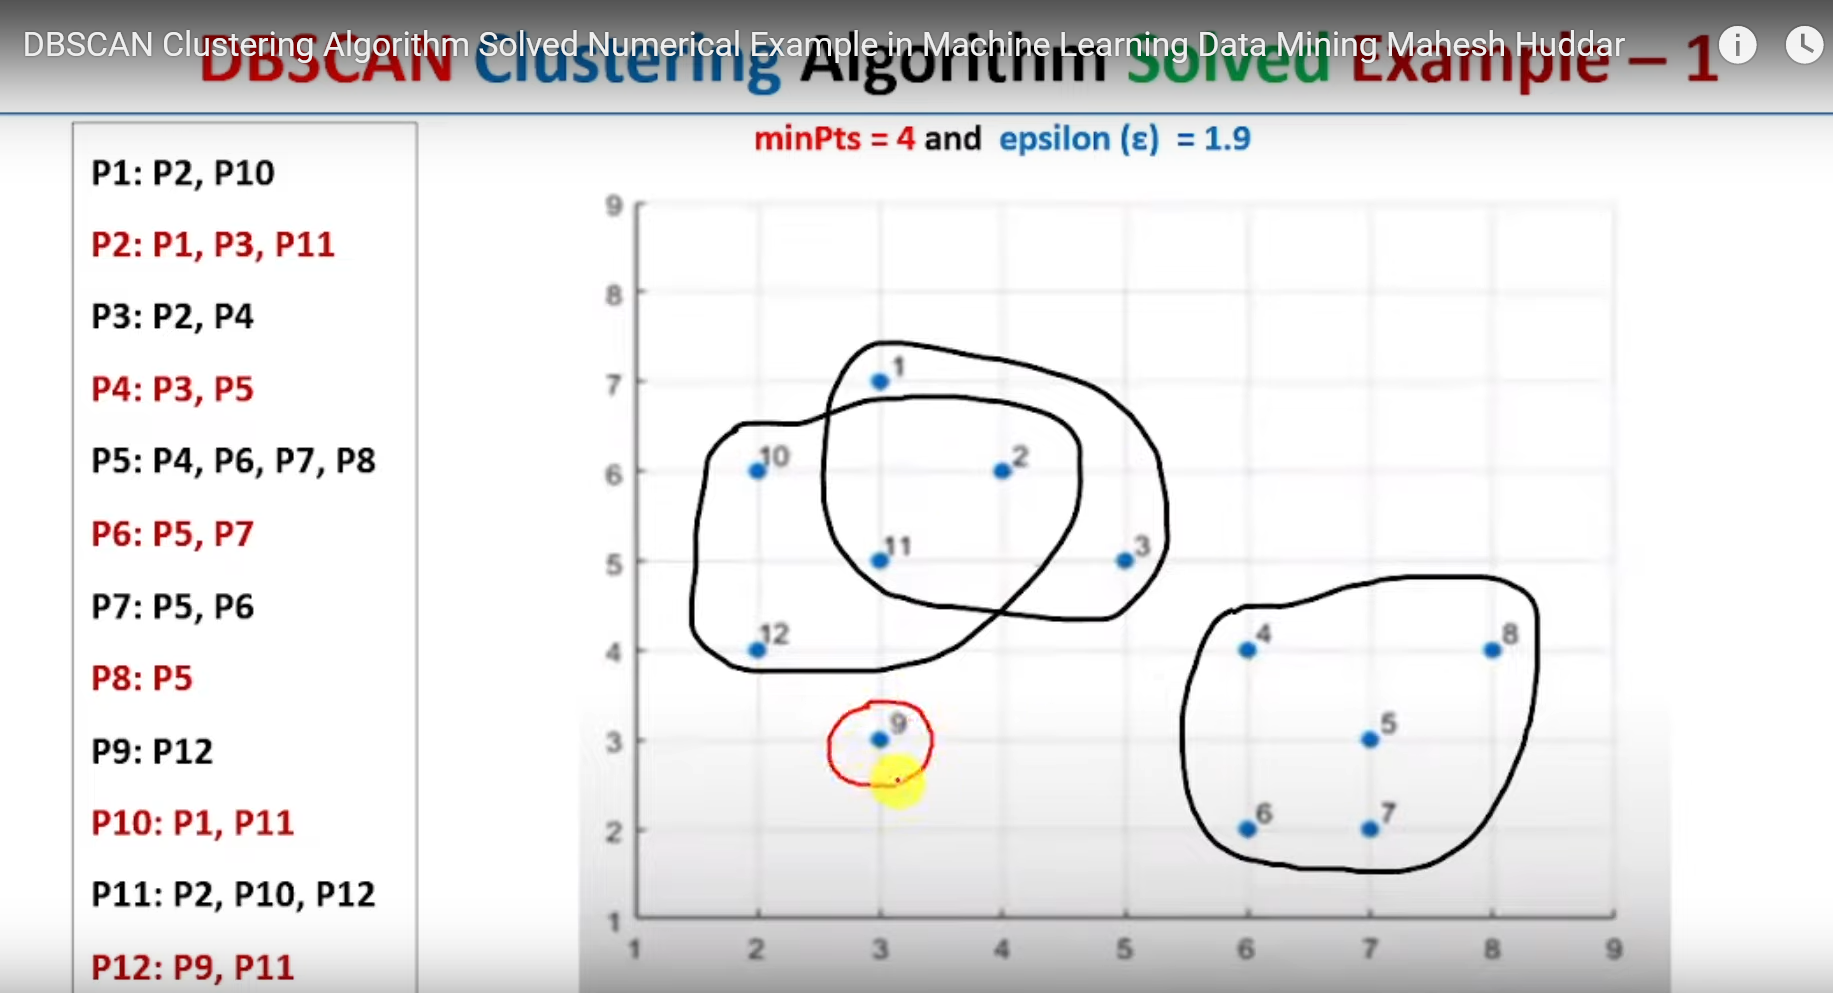 DBSCAN Clustering Algorithm Solved Numerical Example in Machine Learning Data Mining Mahesh Huddar
DBSCAN Clustering Algorithm Solved Example – 1
minPts = 4 and epsilon (ε) = 1.9
P1: P2, P10
P2: P1, P3, P11
P3: P2, P4
P4: P3, P5
P5: P4, P6, P7, P8
P6: P5, P7
P7: P5, P6
P8: P5
P9: P12
P10: P1, P11
P11: P2, P10, P12
P12: P9, P11
9
8
7
1
6
10
2
5
11
3
4
12
4
8
3
9
5
2
6
7
1
1 2 3 4 5 6 7 8 9